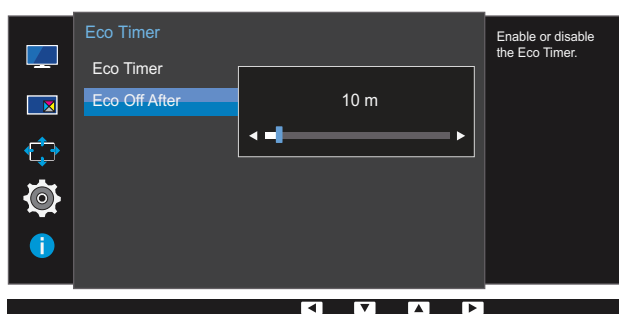 Eco Timer
Eco Timer
Eco Off After
10 m
Enable or disable
the Eco Timer.
i